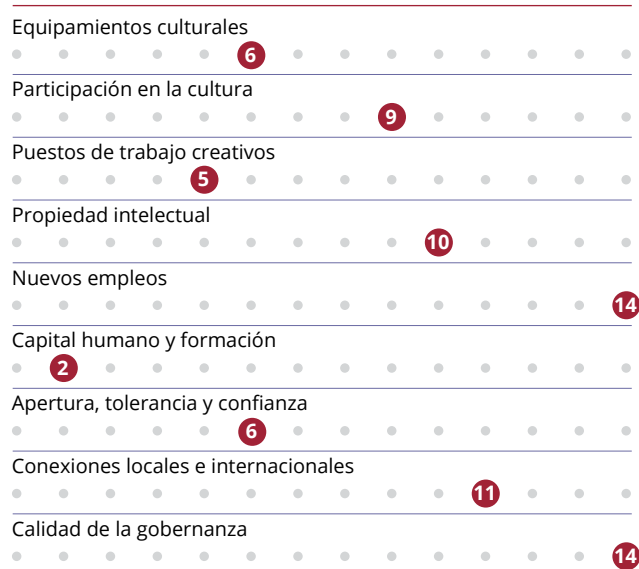 Equipamientos culturales
6
Participación en la cultura
9
Puestos de trabajo creativos
5
Propiedad intelectual
10
Nuevos empleos
14
Capital humano y formación
2
Apertura, tolerancia y confianza
6
Conexiones locales e internacionales
11
Calidad de la gobernanza
14